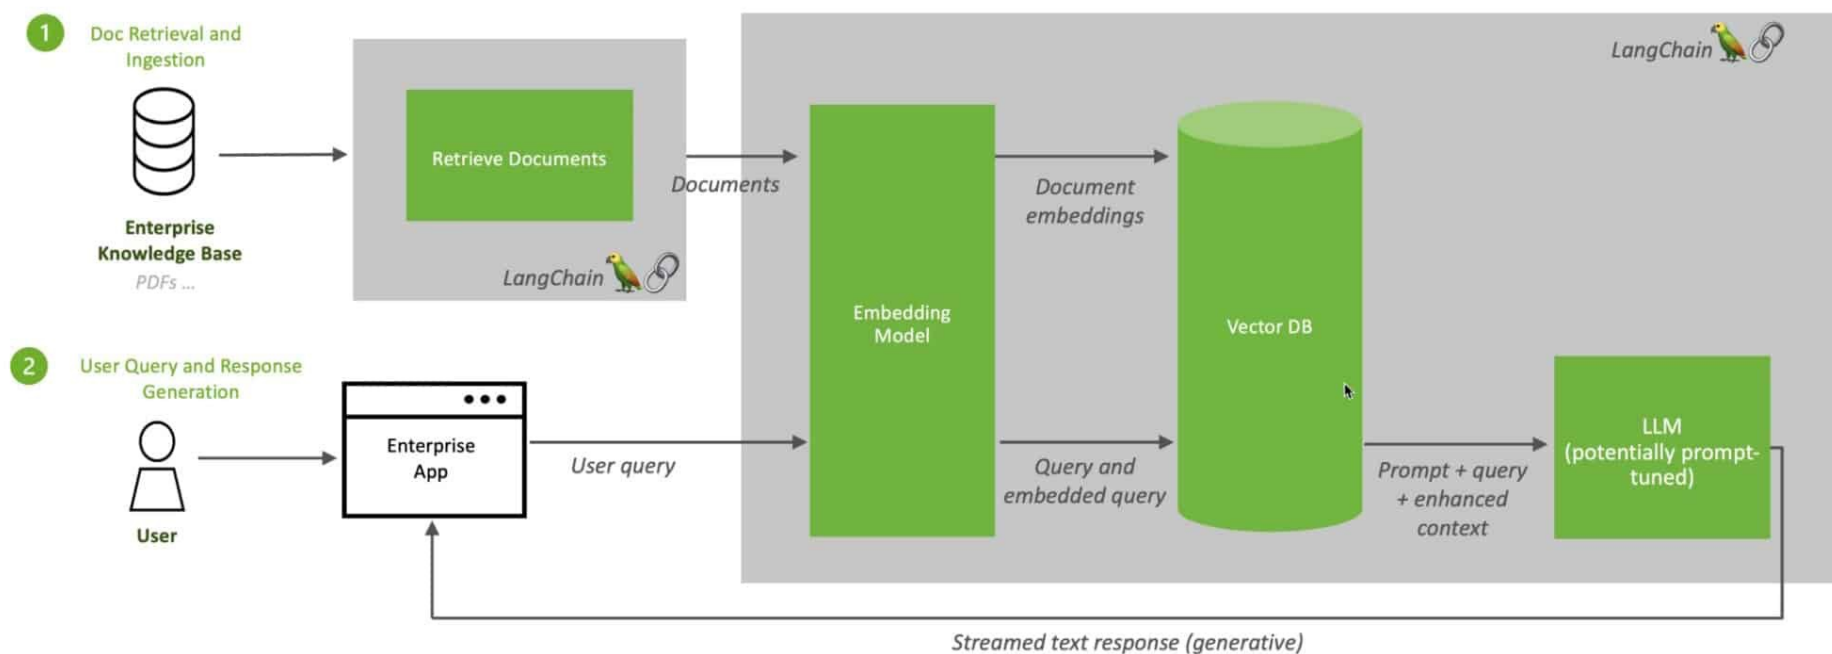 1
Doc Retrieval and
Ingestion
Enterprise
Knowledge Base
PDFs ...
Retrieve Documents
LangChain
Documents
LangChain
Embedding
Model
Document
embeddings
Vector DB
2
User Query and Response
Generation
User
Enterprise
App
User query
Query and
embedded query
Prompt + query
+ enhanced
context
LLM
(potentially prompt-
tuned)
Streamed text response (generative)